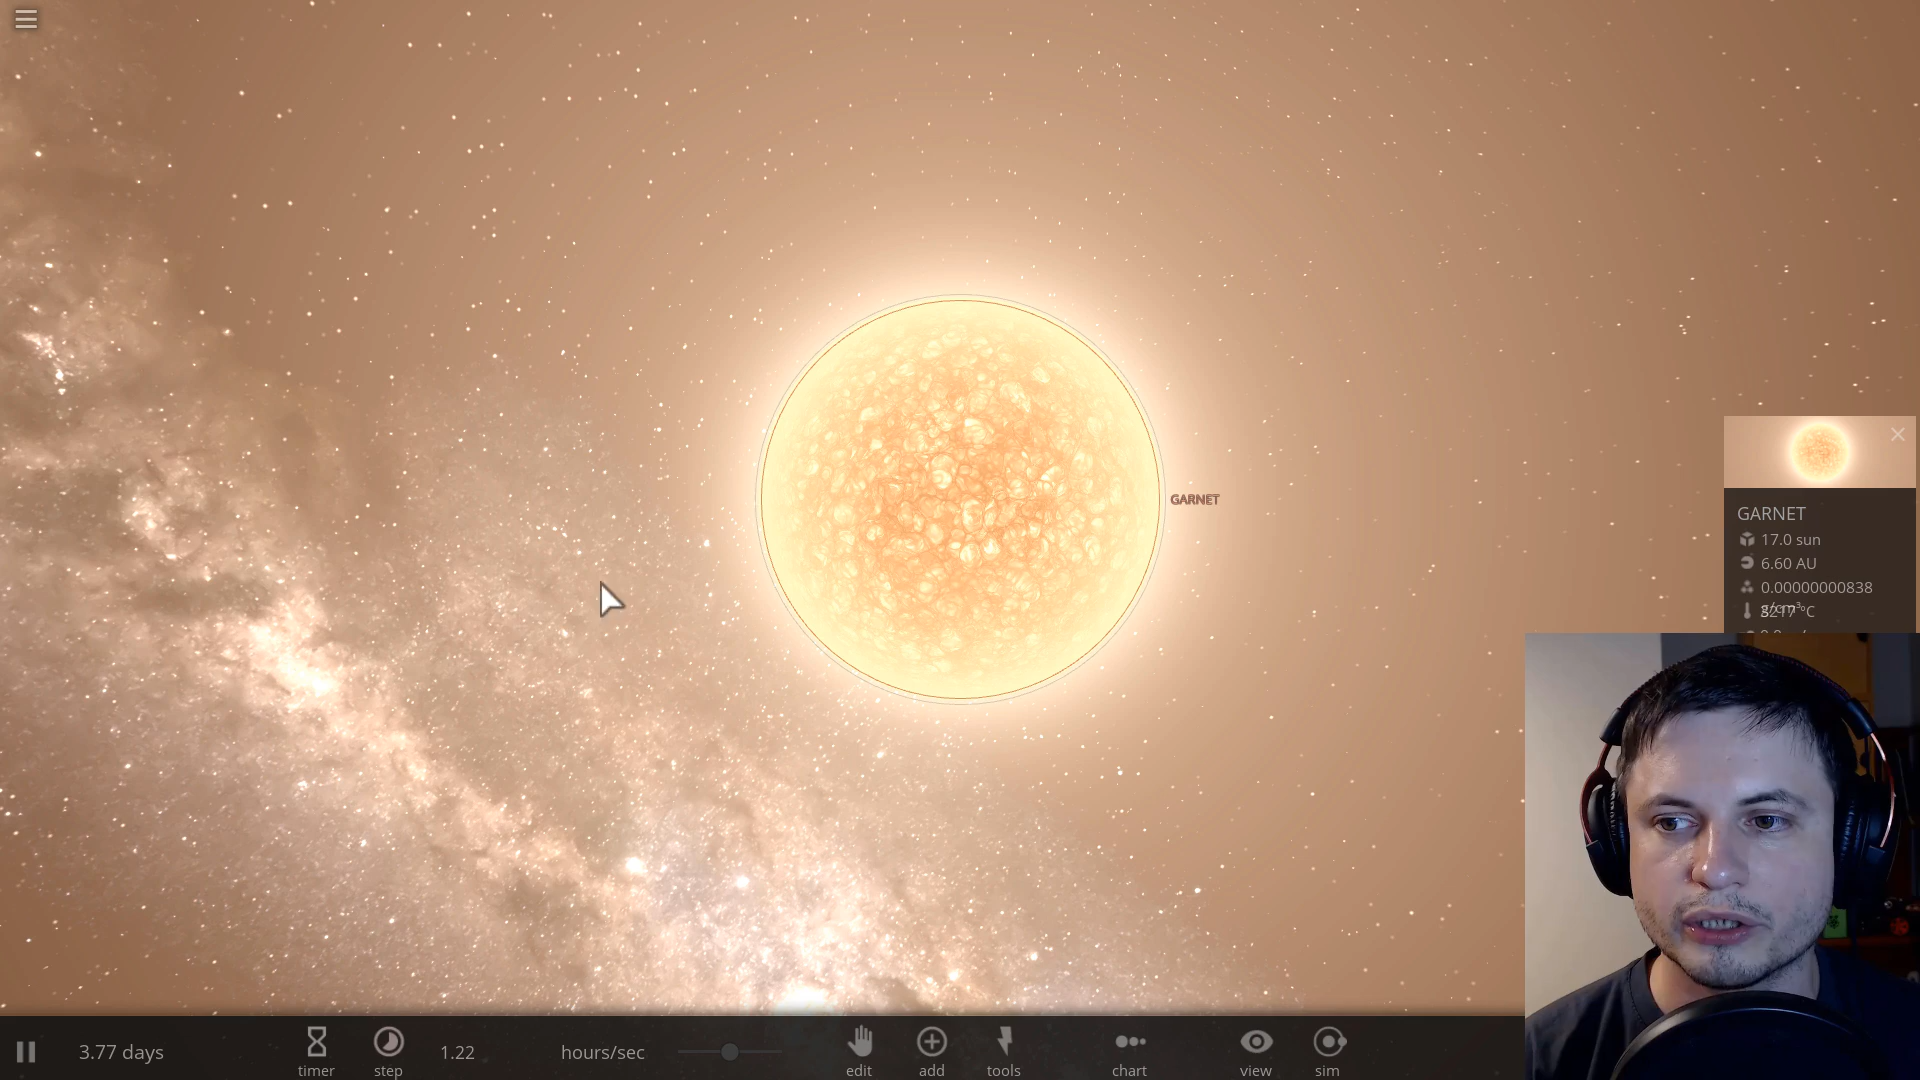 GARNET
GARNET
17.0 sun
6.60 AU
0.00000000838
g/cm³
°C
3.77 days
timer
step
1.22
hours/sec
edit
add
tools
chart
view
sim